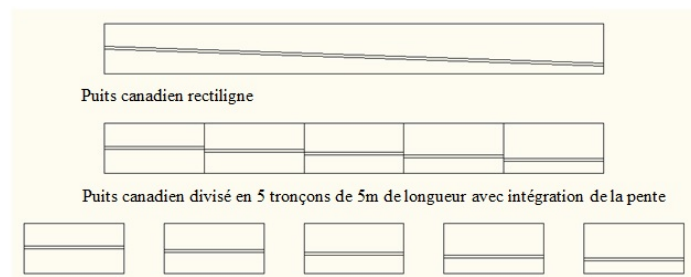 Puits canadien rectiligne
Puits canadien divisé en 5 tronçons de 5m de longueur avec intégration de la pente